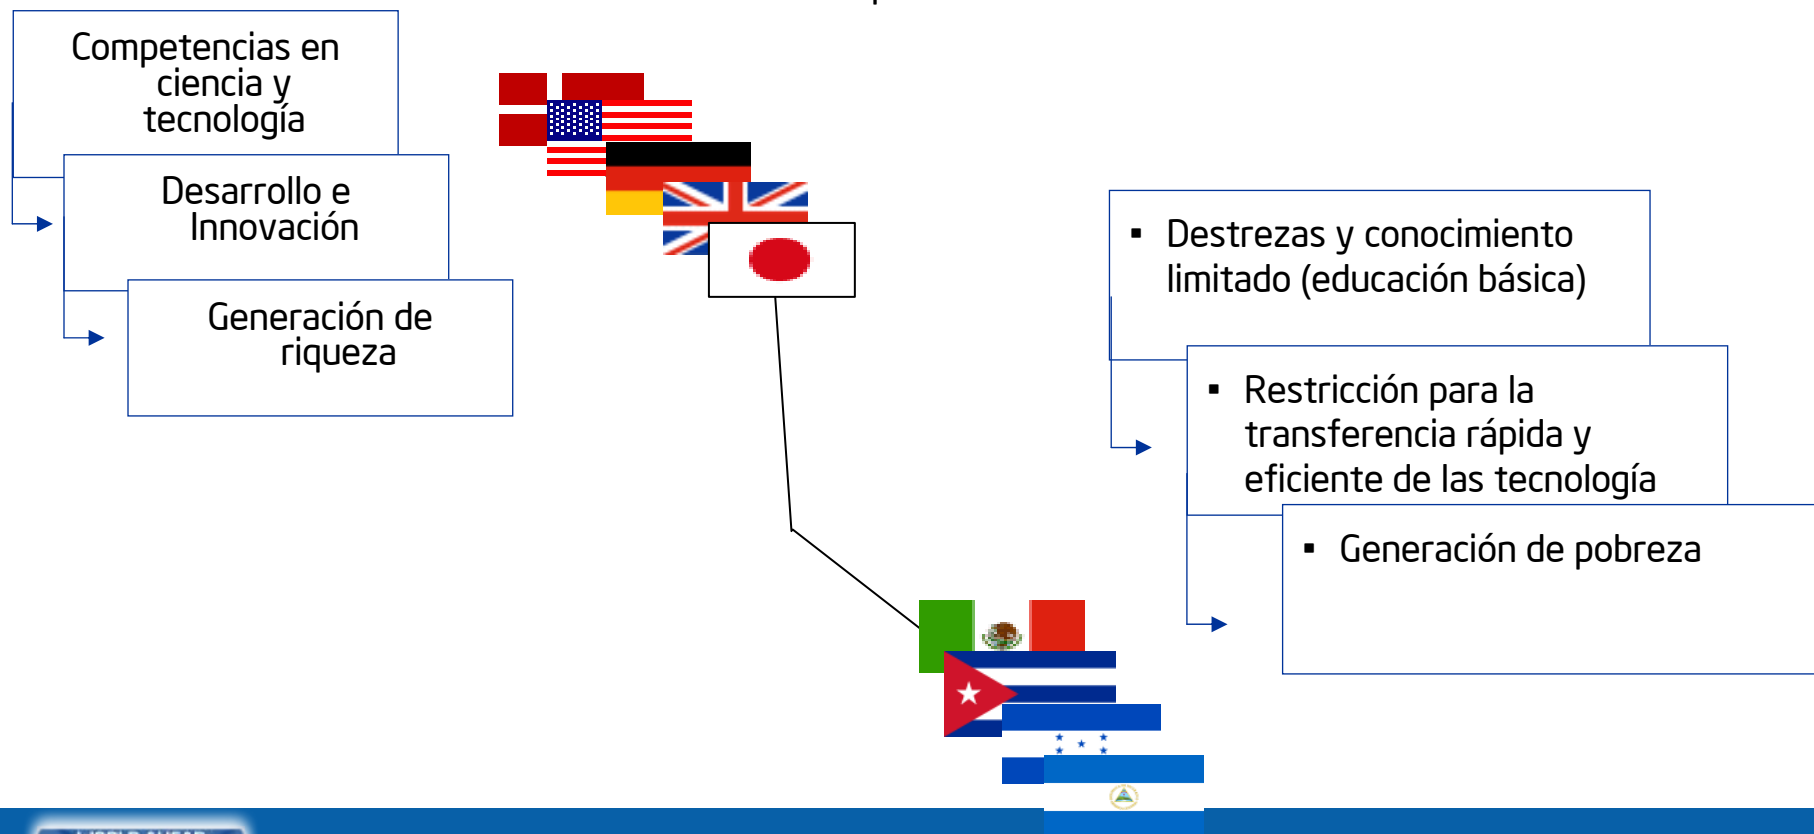 Competencias en
ciencia y
tecnología
Desarrollo e
Innovación
Generación de
riqueza
▪ Destrezas y conocimiento
limitado (educación básica)
▪ Restricción para la
transferencia rápida y
eficiente de las tecnología
▪ Generación de pobreza